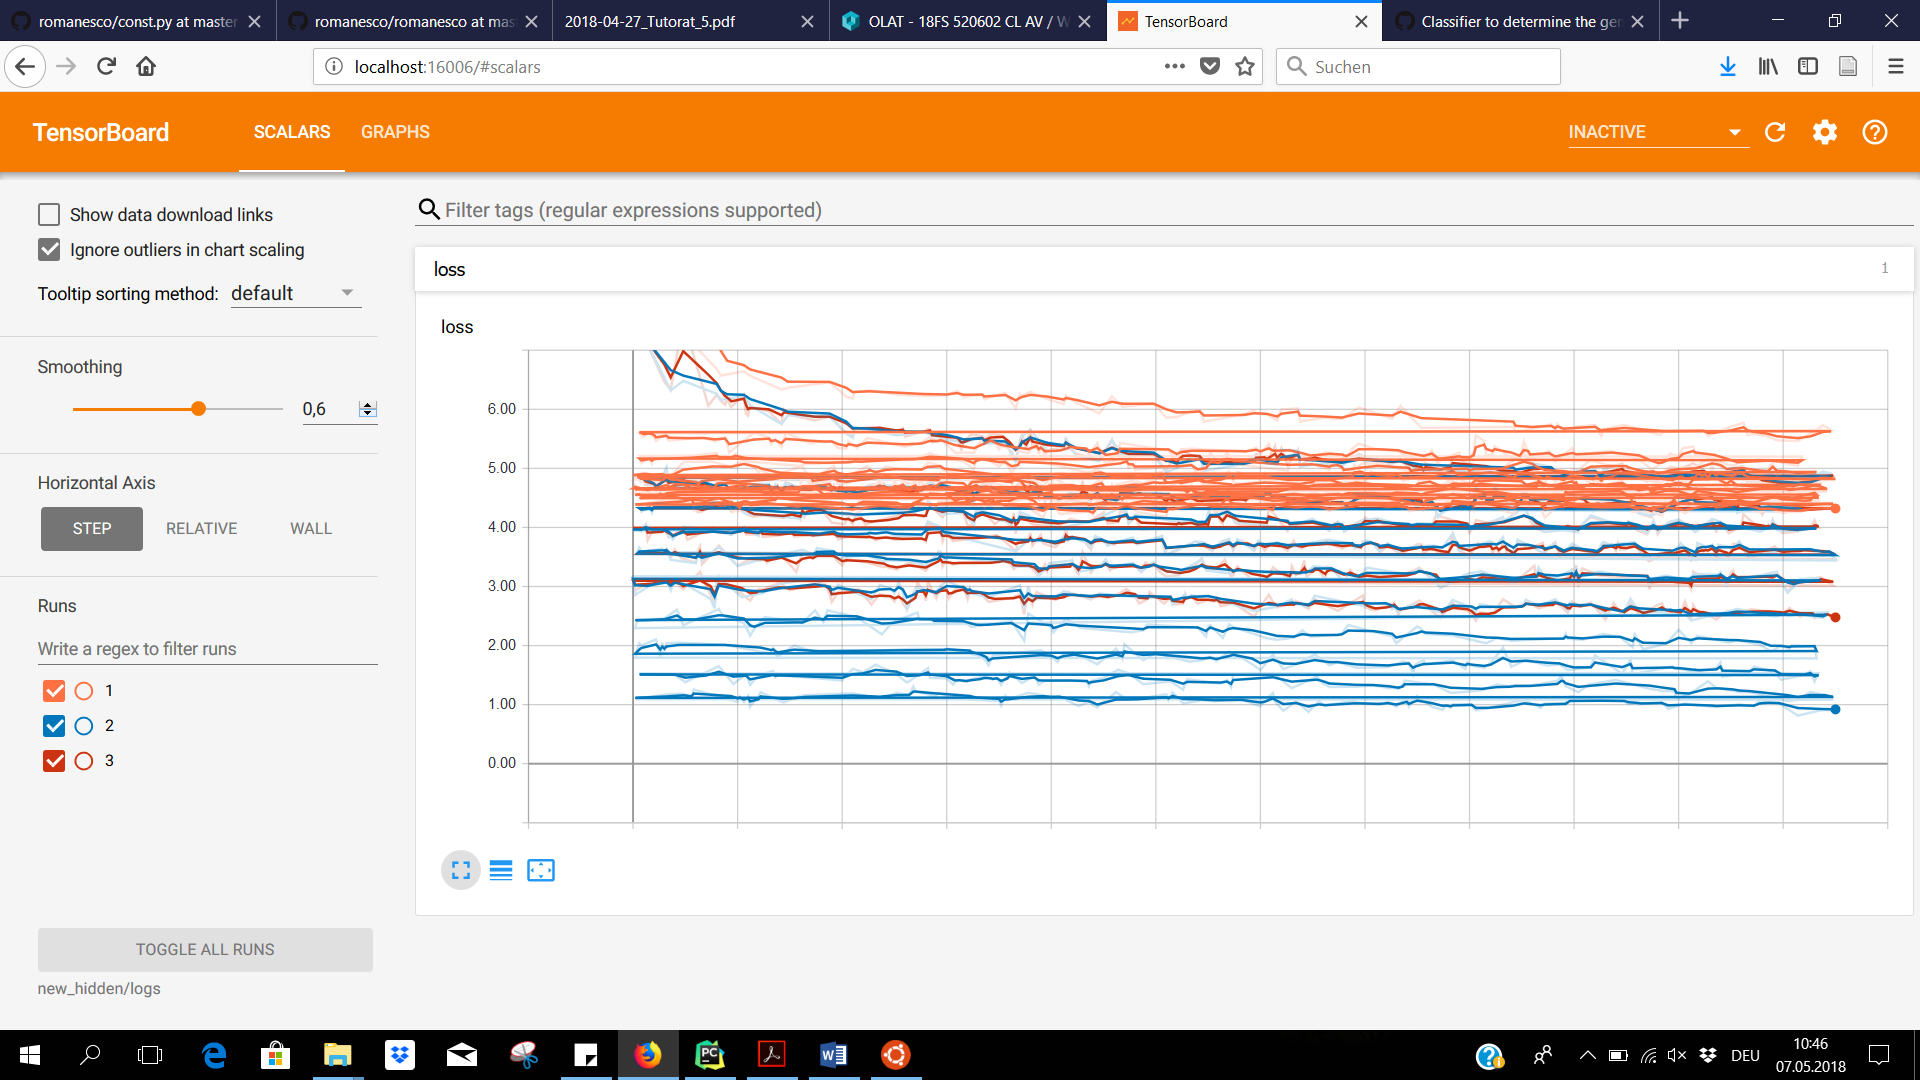 romanesco/const.py at master
romanesco/romanesco at mas
2018-04-27_Tutorat_5.pdf
OLAT - 18FS 520602 CL AV / W
TensorBoard
Classifier to determine the ger
localhost:16006/#scalars
Suchen
TensorBoard
SCALARS
GRAPHS
INACTIVE
Show data download links
Ignore outliers in chart scaling
Tooltip sorting method: default
Smoothing
0,6
Horizontal Axis
STEP
RELATIVE
WALL
Runs
Write a regex to filter runs
1
2
3
TOGGLE ALL RUNS
new_hidden/logs
Filter tags (regular expressions supported)
loss
1
loss
6.00
5.00
4.00
3.00
2.00
1.00
0.00
DEU
10:46
07.05.2018